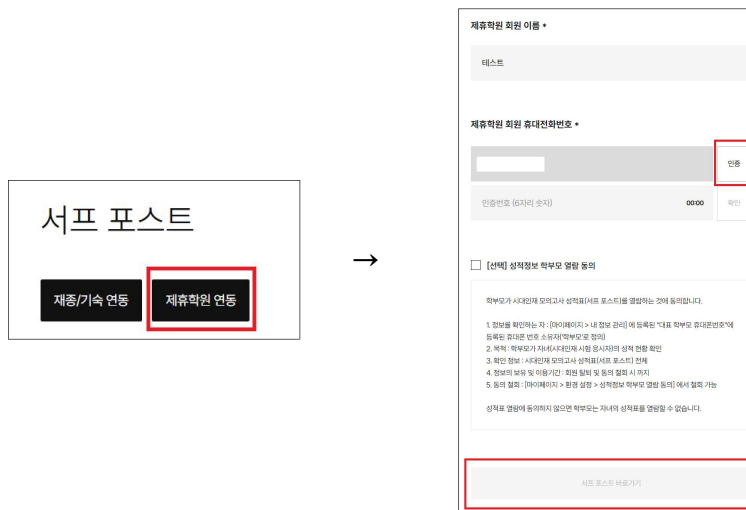 서프 포스트
재종/기숙 연동
제휴학원 연동
→
제휴학원 회원 이름 *
테스트
제휴학원 회원 휴대전화번호 *
인증
인증번호 (6자리 숫자)
00:00
확인
[선택] 성적정보 학부모 열람 동의
학부모가 시대인재 모의고사 성적표(서프 포스트)를 열람하는 것에 동의합니다.
1. 정보를 확인하는 자 : [마이페이지 > 내 정보 관리] 에 등록된 "대표 학부모 휴대폰번호"에
등록된 휴대폰 번호 소유자('학부모'로 정의)
2. 목적 : 학부모가 자녀(시대인재 시험 응시자)의 성적 현황 확인
3. 확인 정보 : 시대인재 모의고사 성적표(서프 포스트) 전체
4. 정보의 보유 및 이용기간 : 회원 탈퇴 및 동의 철회 시 까지
5. 동의 철회 : [마이페이지 > 환경 설정 > 성적정보 학부모 열람 동의] 에서 철회 가능
성적표 열람에 동의하지 않으면 학부모는 자녀의 성적표를 열람할 수 없습니다.
서프 포스트 바로가기